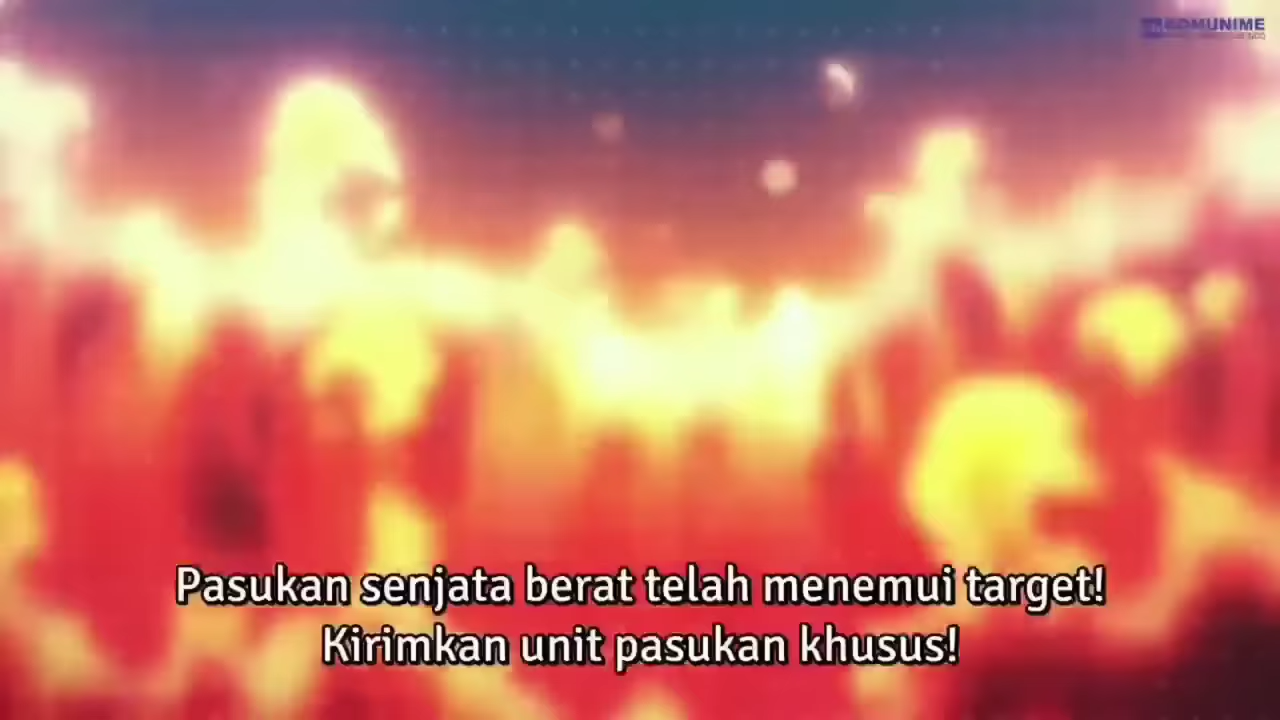 Pasukan senjata berat telah menemui target!
Kirimkan unit pasukan khusus!